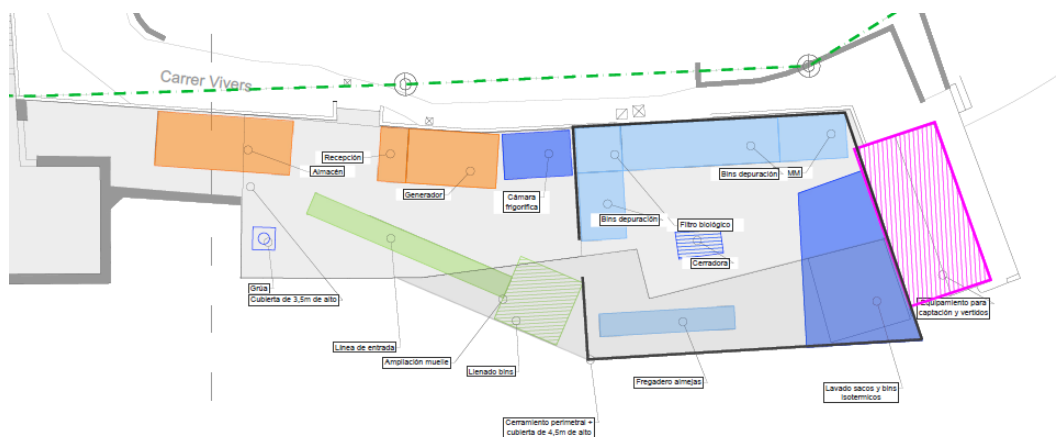 Carrer Vivers
Recepción
Almacén
Generador
Cámara
frigorífica
Bins depuración
MM
Bins depuración
Filtro biológico
Cerradora
Grúa
Cubierta de 3,5m de alto
Línea de entrada
Ampliación muelle
Llenado bins
Equipamiento para
captación y vertidos
Fregadero almejas
Lavado sacos y bins
isotermicos
Cerramiento perimetral +
cubierta de 4,5m de alto